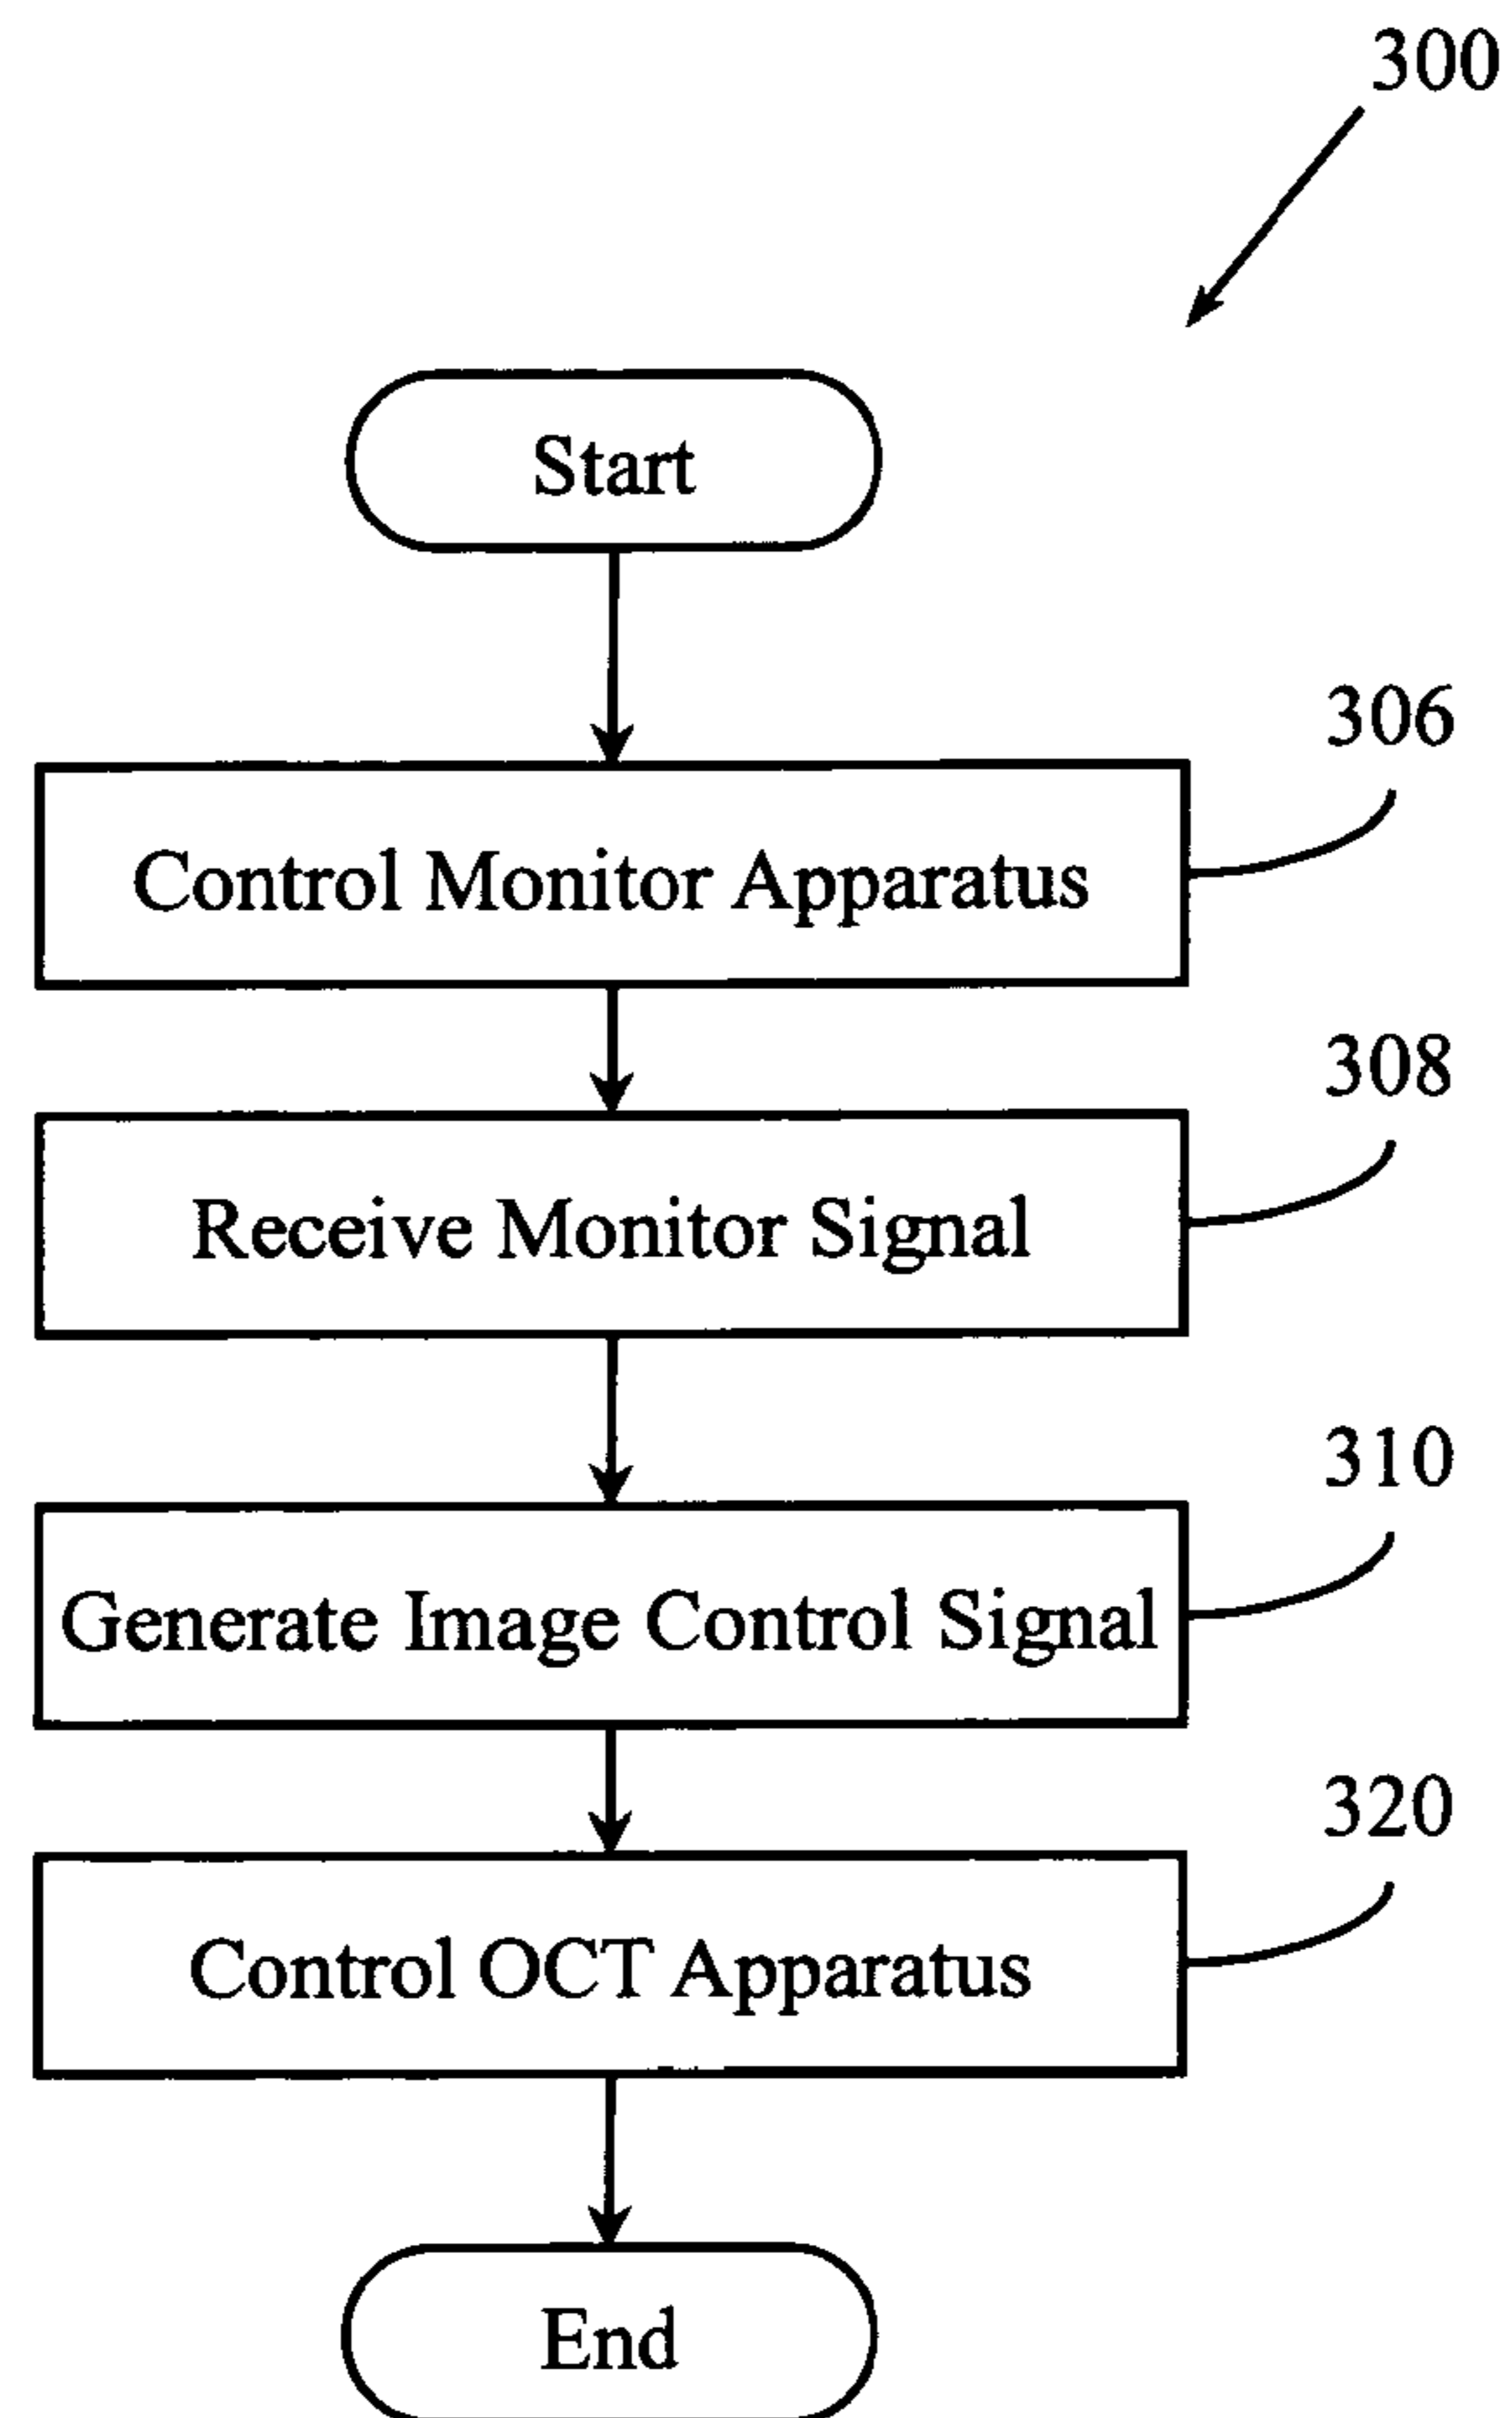 300
Start
306
Control Monitor Apparatus
308
Receive Monitor Signal
310
Generate Image Control Signal
320
Control OCT Apparatus
End